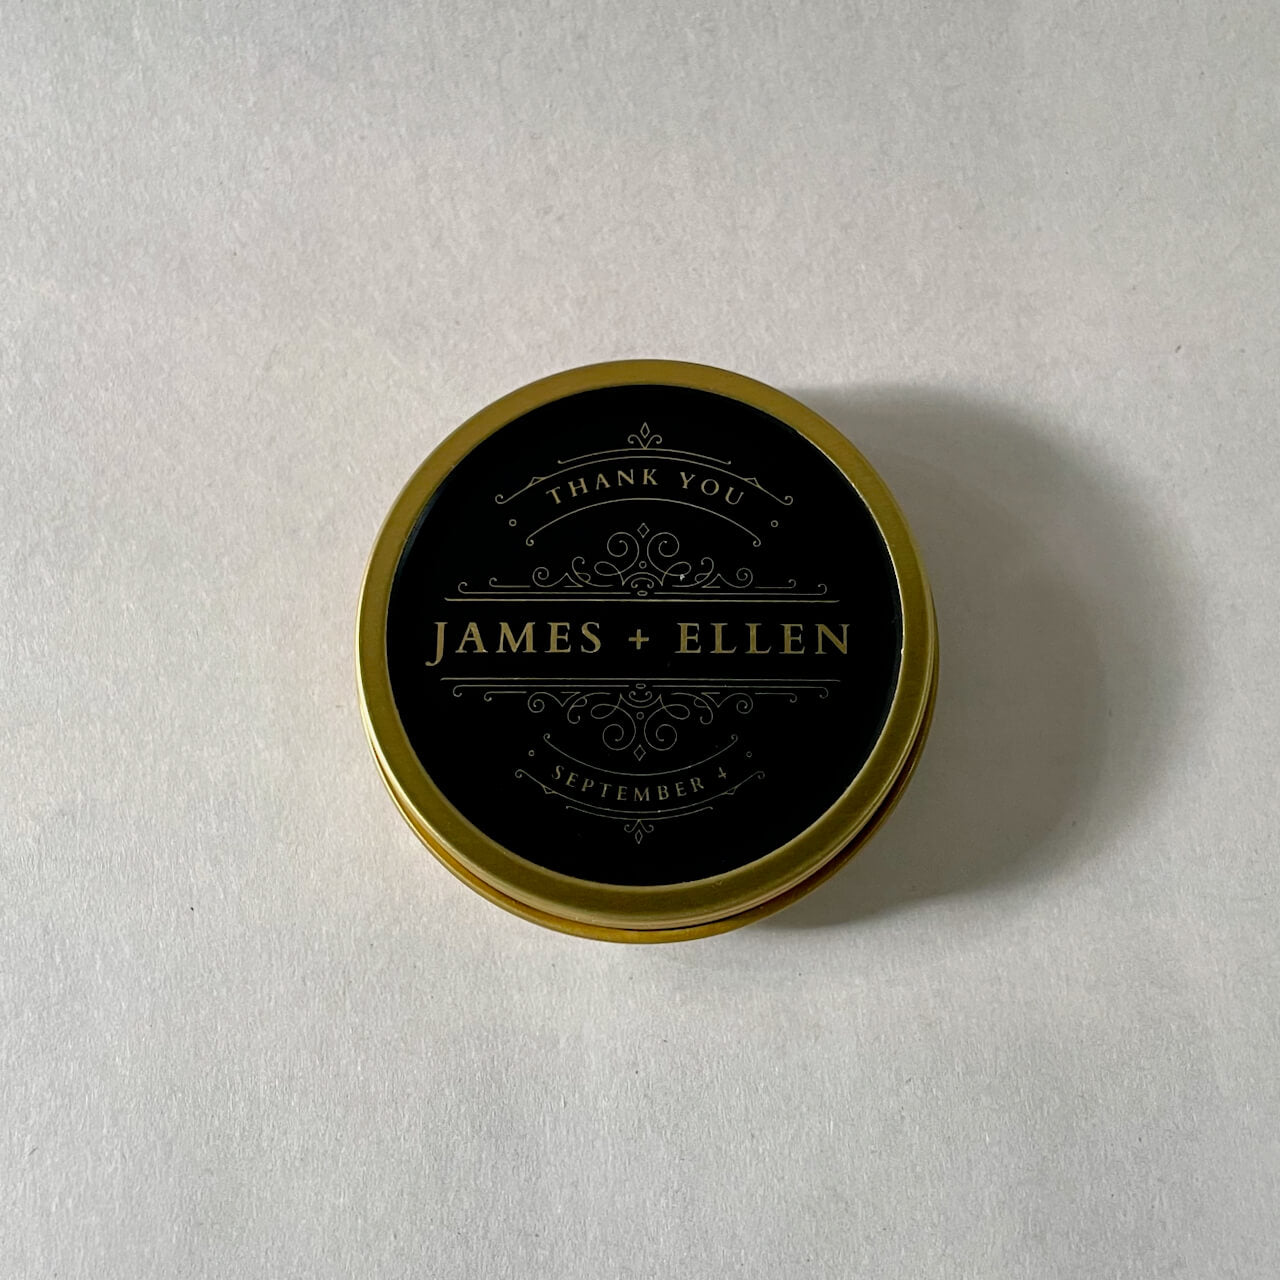 THANK YOU
JAMES + ELLEN
SEPTEMBER 4